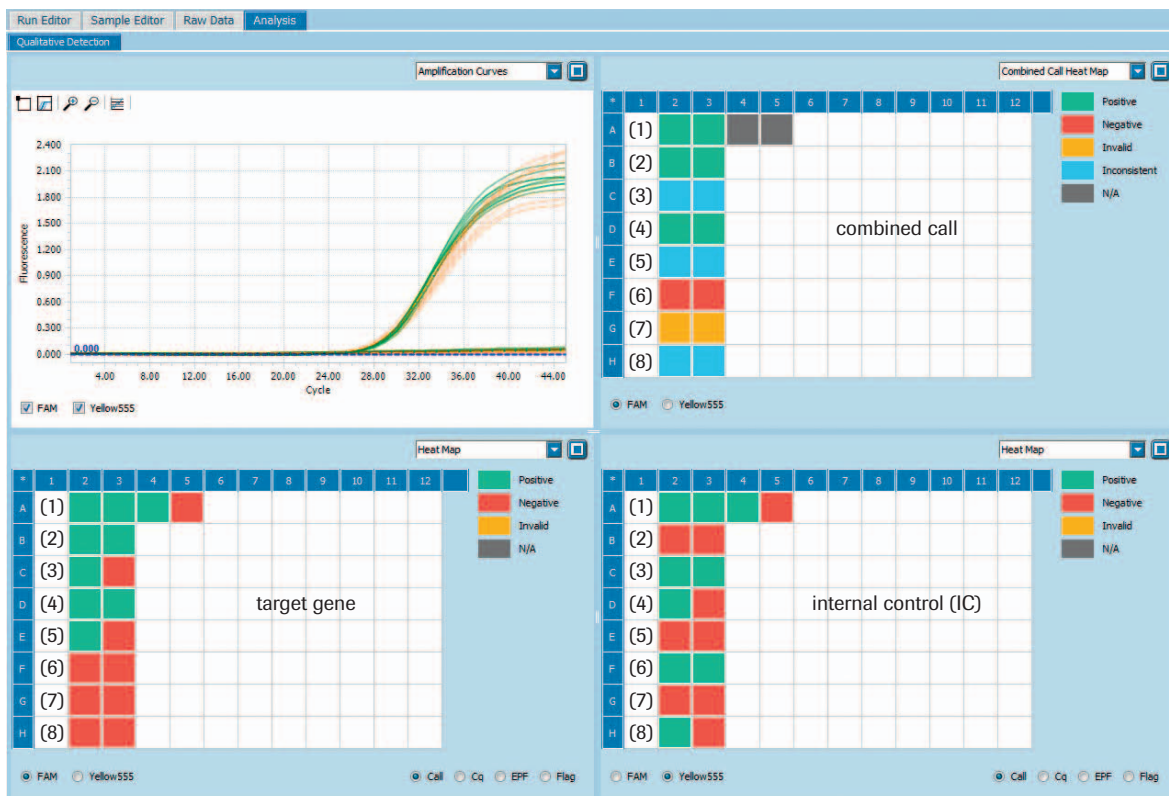 Run Editor Sample Editor Raw Data Analysis
Qualitative Detection
Amplification Curves
2.400
2.100
1.800
1.500
1.200
0.900
0.600
0.300
0.000
0.000
Fluorescence
4.00 8.00 12.00 16.00 20.00 24.00 28.00 32.00 36.00 40.00 44.00
Cycle
FAM Yellow555
Combined Call Heat Map
* 1 2 3 4 5 6 7 8 9 10 11 12
A (1)
B (2)
C (3)
D (4)
E (5)
F (6)
G (7)
H (8)
combined call
Positive
Negative
Invalid
Inconsistent
N/A
FAM Yellow555
Heat Map
* 1 2 3 4 5 6 7 8 9 10 11 12
A (1)
B (2)
C (3)
D (4)
E (5)
F (6)
G (7)
H (8)
target gene
Positive
Negative
Invalid
N/A
FAM Yellow555 Call Cq EPF Flag
Heat Map
* 1 2 3 4 5 6 7 8 9 10 11 12
A (1)
B (2)
C (3)
D (4)
E (5)
F (6)
G (7)
H (8)
internal control (IC)
Positive
Negative
Invalid
N/A
FAM Yellow555 Call Cq EPF Flag